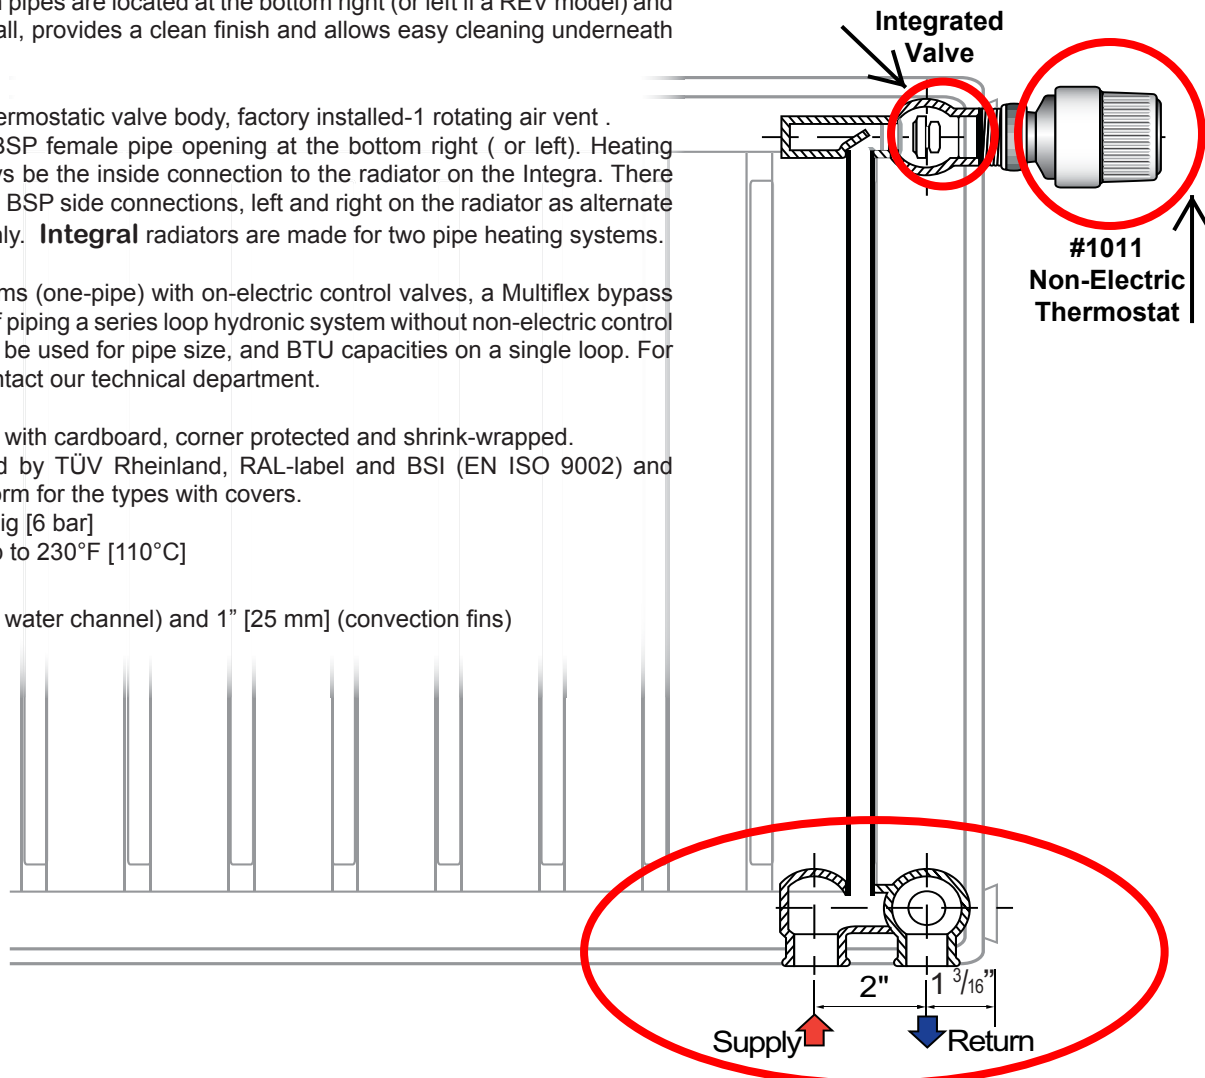 pipes are located at the bottom right (or left if a REV model) and
all, provides a clean finish and allows easy cleaning underneath
ermostatic valve body, factory installed-1 rotating air vent .
BSP female pipe opening at the bottom right ( or left). Heating
ys be the inside connection to the radiator on the Integra. There
BSP side connections, left and right on the radiator as alternate
nly. Integral radiators are made for two pipe heating systems.
ms (one-pipe) with on-electric control valves, a Multiflex bypass
f piping a series loop hydronic system without non-electric control
be used for pipe size, and BTU capacities on a single loop. For
ntact our technical department.
with cardboard, corner protected and shrink-wrapped.
d by TÜV Rheinland, RAL-label and BSI (EN ISO 9002) and
orm for the types with covers.
ig [6 bar]
o to 230°F [110°C]
water channel) and 1” [25 mm] (convection fins)
Integrated
Valve
#1011
Non-Electric
Thermostat
2"
1 3/16”
Supply
Return